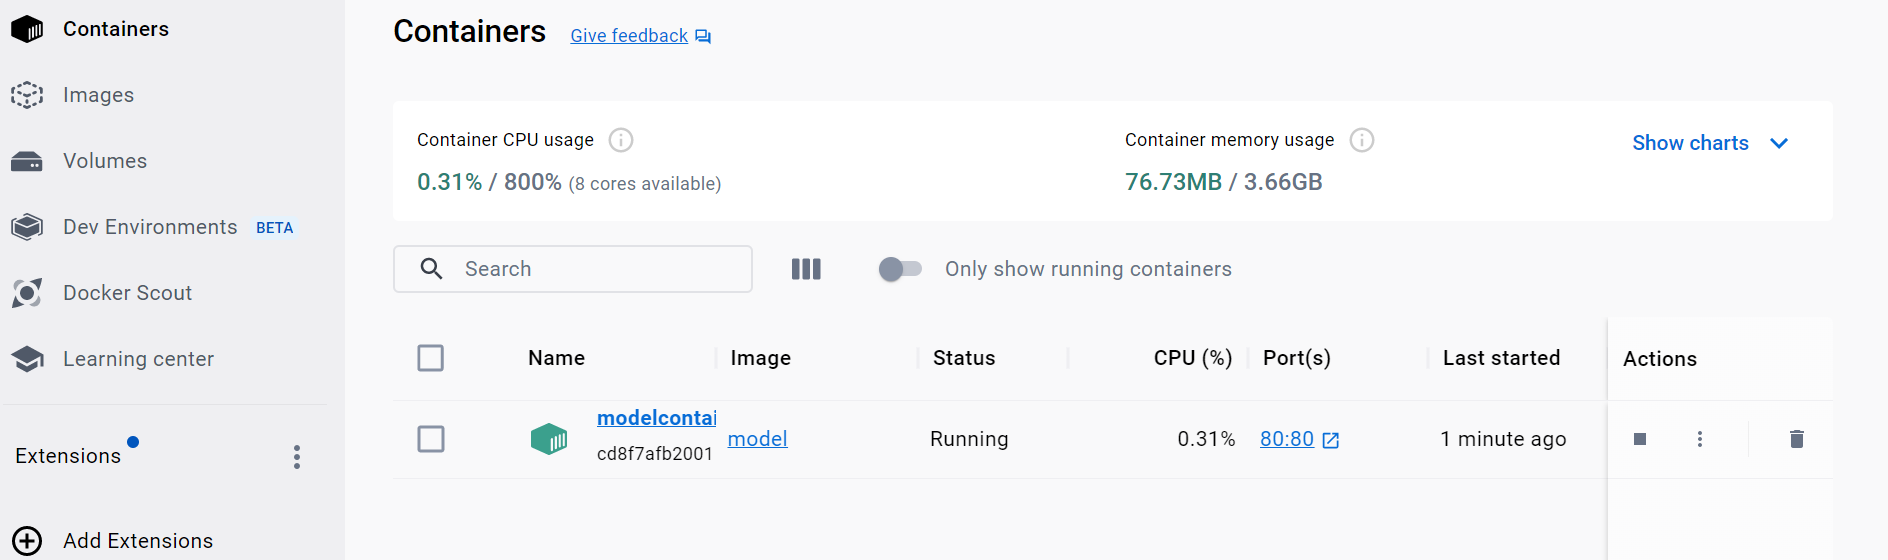 Containers
Images
Volumes
Dev Environments BETA
Docker Scout
Learning center
Extensions
Add Extensions
Containers Give feedback
Container CPU usage
0.31% / 800% (8 cores available)
Container memory usage
76.73MB / 3.66GB
Show charts
Search
Only show running containers
Name Image Status CPU (%) Port(s) Last started Actions
modelcontai
cd8f7afb2001
model Running 0.31% 80:80 1 minute ago